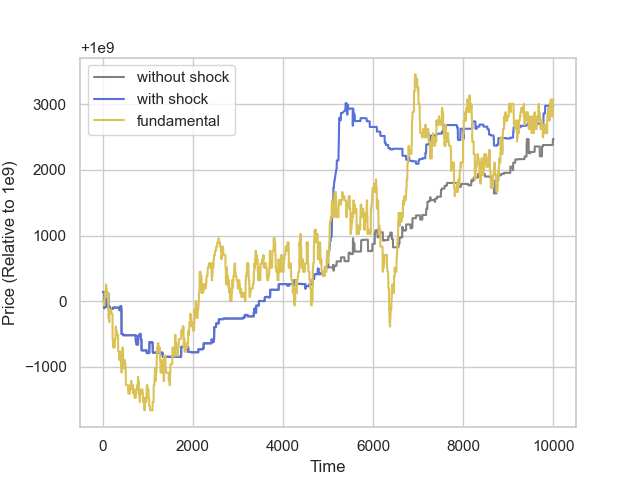 +1e9
without shock
with shock
fundamental
3000
2000
1000
0
−1000
Price (Relative to 1e9)
0 2000 4000 6000 8000 10000
Time